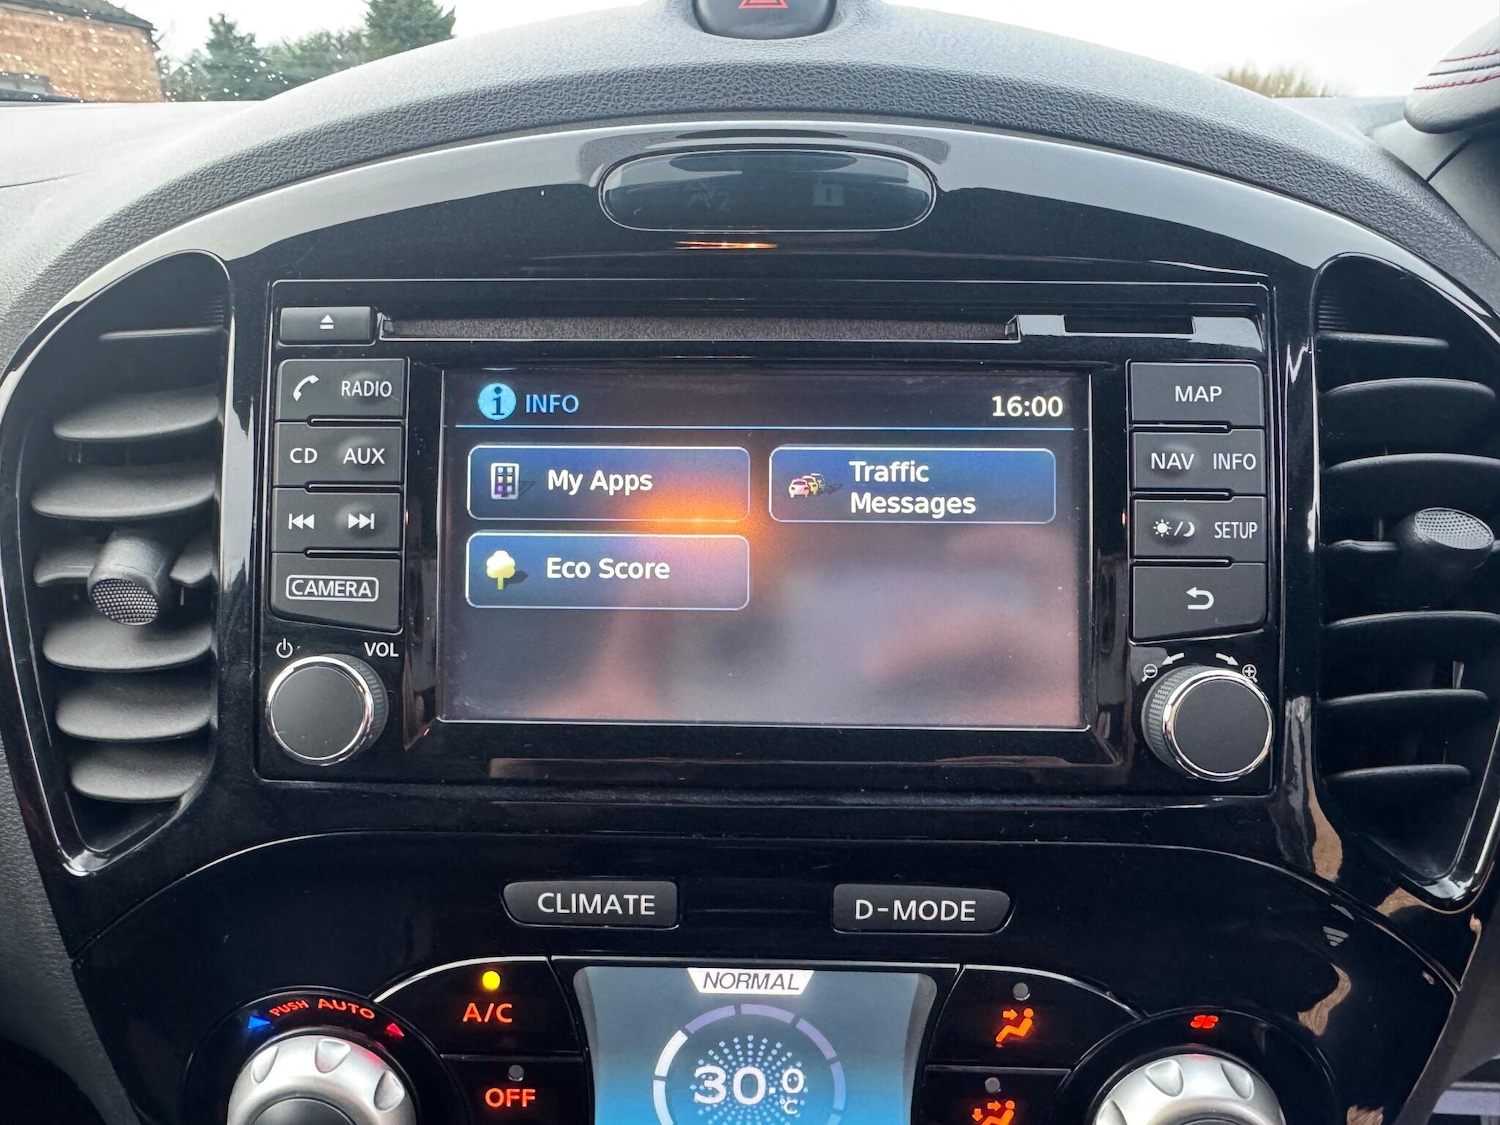 RADIO
CD AUX
CAMERA
VOL
i INFO 16:00
My Apps
Traffic
Messages
Eco Score
MAP
NAV INFO
SETUP
CLIMATE
D-MODE
PUSH AUTO
A/C
OFF
NORMAL
30.0
°C